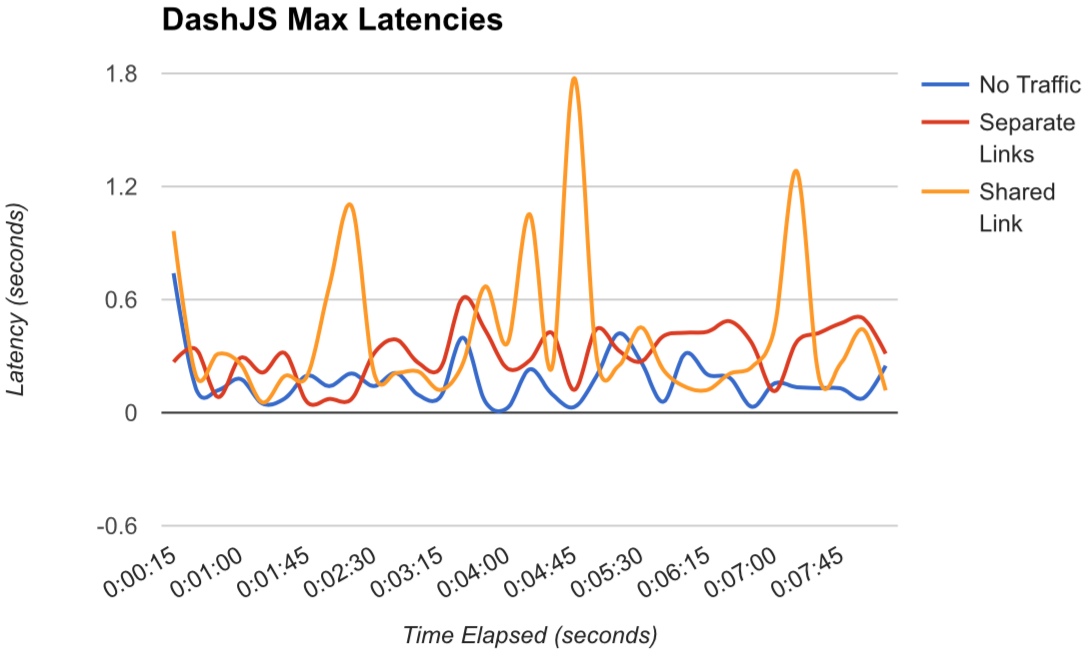 DashJS Max Latencies
Latency (seconds)
1.8
1.2
0.6
0
-0.6
0:00:15
0:01:00
0:01:45
0:02:30
0:03:15
0:04:00
0:04:45
0:05:30
0:06:15
0:07:00
0:07:45
Time Elapsed (seconds)
No Traffic
Separate
Links
Shared
Link